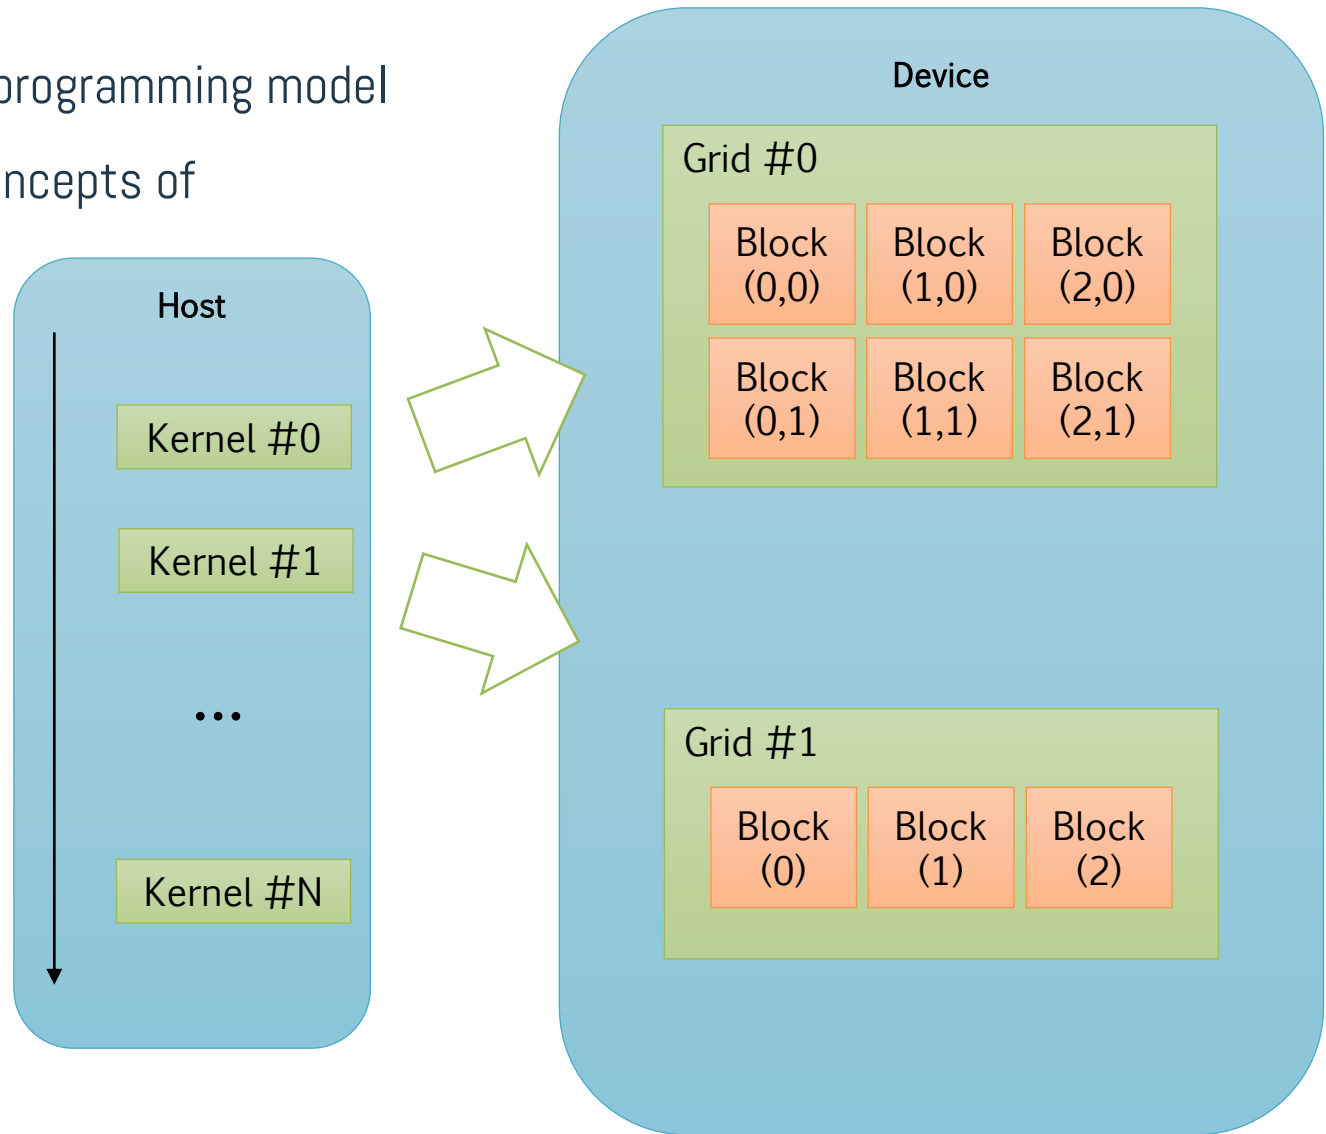 programming model
ncepts of
Host
Kernel #0
Kernel #1
...
Kernel #N
Device
Grid #0
Block Block Block
(0,0) (1,0) (2,0)
Block Block Block
(0,1) (1,1) (2,1)
Grid #1
Block Block Block
(0) (1) (2)